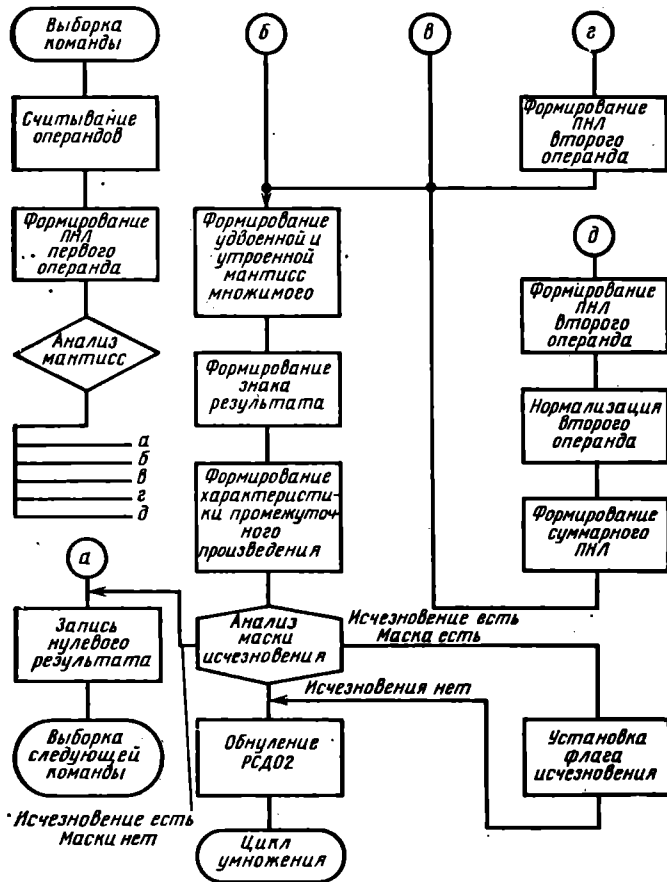 Выборка
команды
Считывание
операндов
Формирование
ПНЛ
первого
операнда
Анализ
мантисс
а
б
в
г
д
а
Запись
нулевого
результата
Выборка
следующей
команды
Исчезновение есть
Маски нет
б
Формирование
удвоенной и
утроенной
мантисс
множимого
Формирование
знака
результата
Формирование
характеристи-
ки промежуточ-
ного
произведения
Анализ
маски
исчезновения
Исчезновение есть
Маска есть
Исчезновения нет
Обнуление
РСД02
Цикл
умножения
в
г
Формирование
ПНЛ
второго
операнда
д
Формирование
ПНЛ
второго
операнда
Нормализация
второго
операнда
Формирование
суммарного
ПНЛ
Установка
флага
исчезновения